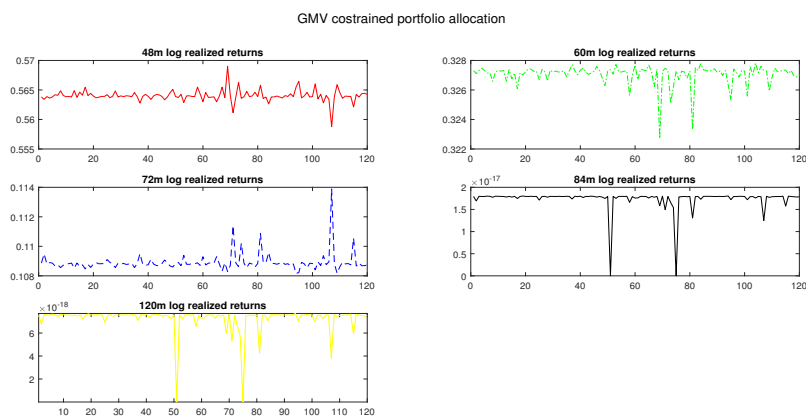 GMV costrained portfolio allocation
48m log realized returns
0.57
0.565
0.56
0.555
0 20 40 60 80 100 120
60m log realized returns
0.328
0.326
0.324
0.322
0 20 40 60 80 100 120
72m log realized returns
0.114
0.11
0.108
0 20 40 60 80 100 120
84m log realized returns
×10-17
2
1.5
1
0.5
0
0 20 40 60 80 100 120
120m log realized returns
×10-18
6
4
2
10 20 30 40 50 60 70 80 90 100 110 120